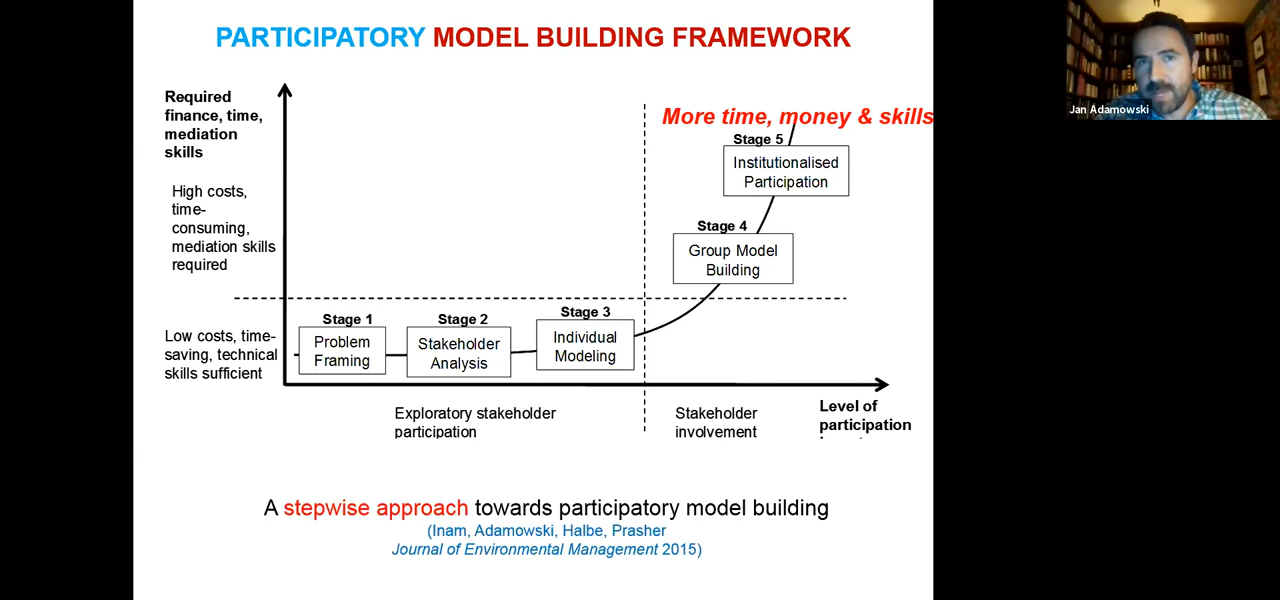 PARTICIPATORY MODEL BUILDING FRAMEWORK
Jan Adamowski
Required
finance, time,
mediation
skills
More time, money & skills
Stage 5
Institutionalised
Participation
High costs,
time-
consuming,
mediation skills
required
Stage 4
Group Model
Building
Stage 1
Problem
Framing
Stage 2
Stakeholder
Analysis
Stage 3
Individual
Modeling
Low costs, time-
saving, technical
skills sufficient
Exploratory stakeholder
participation
Stakeholder
involvement
Level of
participation
A stepwise approach towards participatory model building
(Inam, Adamowski, Halbe, Prasher
Journal of Environmental Management 2015)